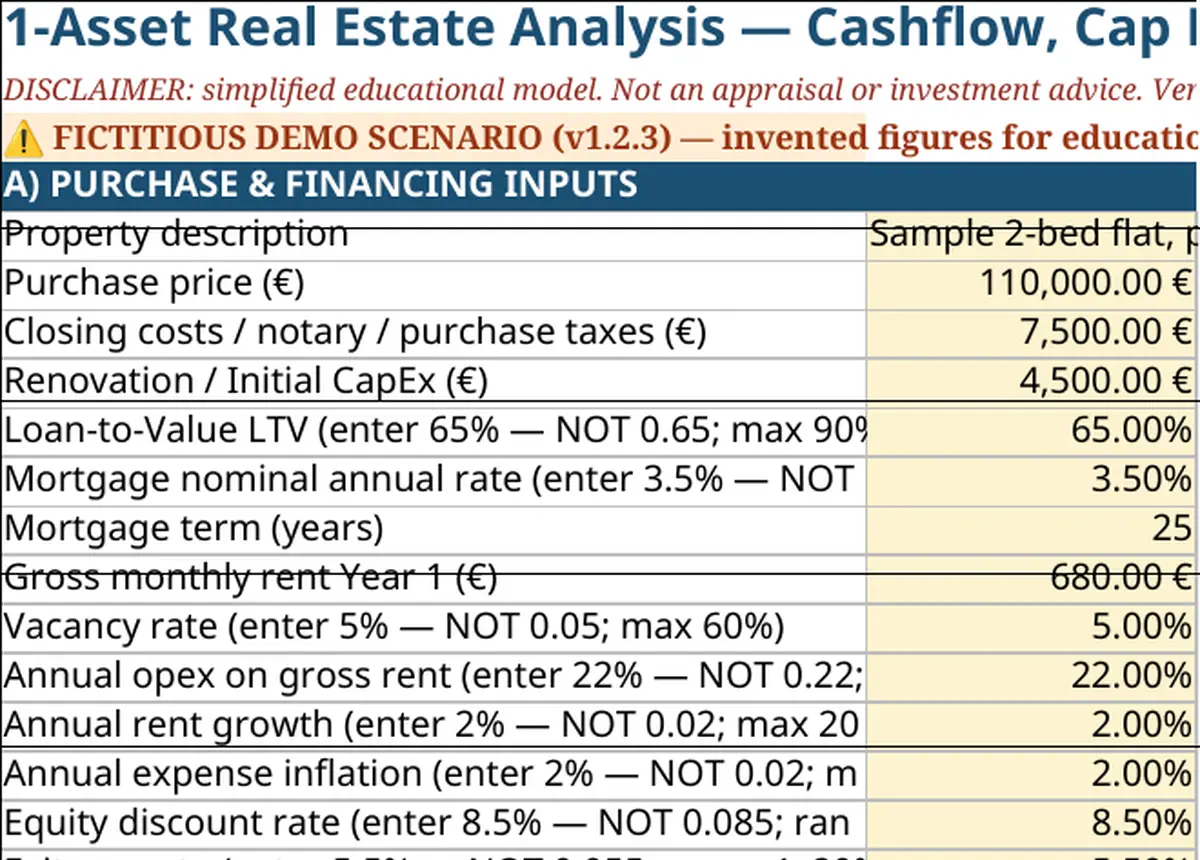 1-Asset Real Estate Analysis — Cashflow, Cap
DISCLAIMER: simplified educational model. Not an appraisal or investment advice. Ver
⚠️ FICTITIOUS DEMO SCENARIO (v1.2.3) — invented figures for educatic
A) PURCHASE & FINANCING INPUTS
Property description Sample 2-bed flat, p
Purchase price (€) 110,000.00 €
Closing costs / notary / purchase taxes (€) 7,500.00 €
Renovation / Initial CapEx (€) 4,500.00 €
Loan-to-Value LTV (enter 65% — NOT 0.65; max 90% 65.00%
Mortgage nominal annual rate (enter 3.5% — NOT 3.50%
Mortgage term (years) 25
Gross monthly rent Year 1 (€) 680.00 €
Vacancy rate (enter 5% — NOT 0.05; max 60%) 5.00%
Annual opex on gross rent (enter 22% — NOT 0.22; 22.00%
Annual rent growth (enter 2% — NOT 0.02; max 20 2.00%
Annual expense inflation (enter 2% — NOT 0.02; m 2.00%
Equity discount rate (enter 8.5% — NOT 0.085; ran 8.50%